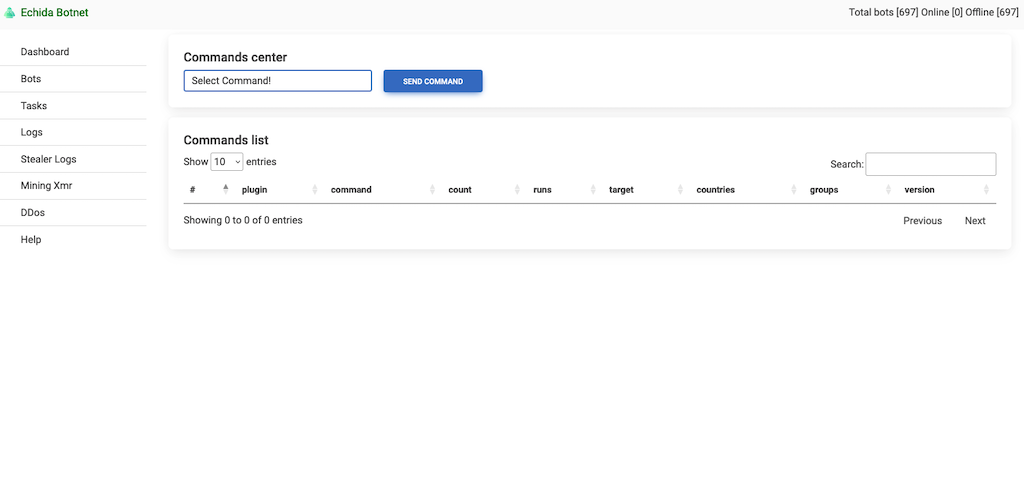 Echida Botnet
Total bots [697] Online [0] Offline [697]
Dashboard
Bots
Tasks
Logs
Stealer Logs
Mining Xmr
DDos
Help
Commands center
Select Command!
SEND COMMAND
Commands list
Show 10 entries
Search:
# plugin command count runs target countries groups version
Showing 0 to 0 of 0 entries
Previous Next